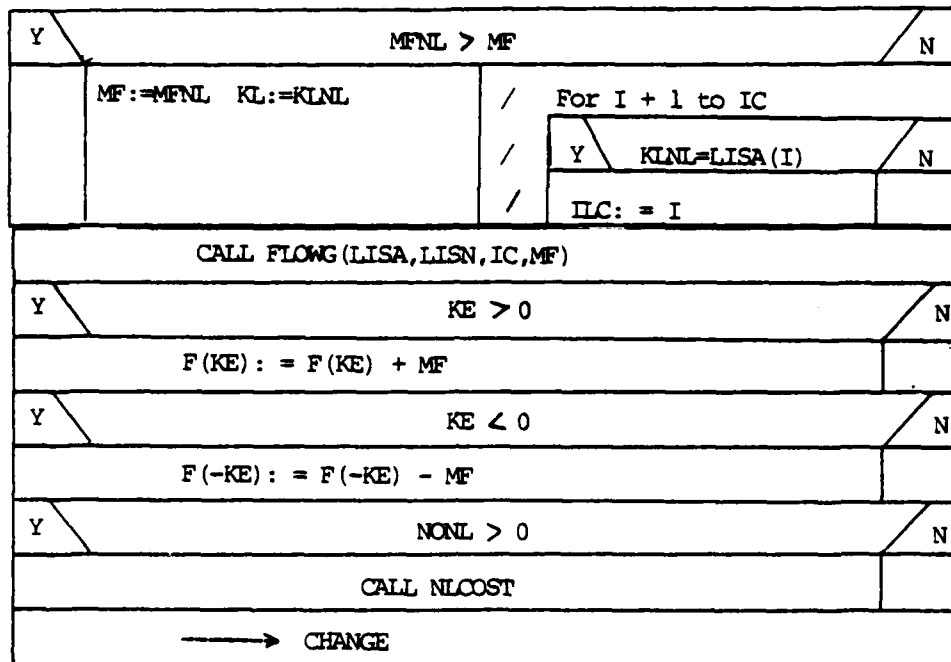 Y MFNL > MF N
MF:=MFNL KL:=KLNL / For I + 1 to IC
/ Y KLNL=LISA(I) N
/ ILC: = I
CALL FLOWG(LISA,LISN,IC,MF)
Y KE > 0 N
F(KE): = F(KE) + MF
Y KE < 0 N
F(-KE): = F(-KE) - MF
Y NONL > 0 N
CALL NLCOST
⟶ CHANGE